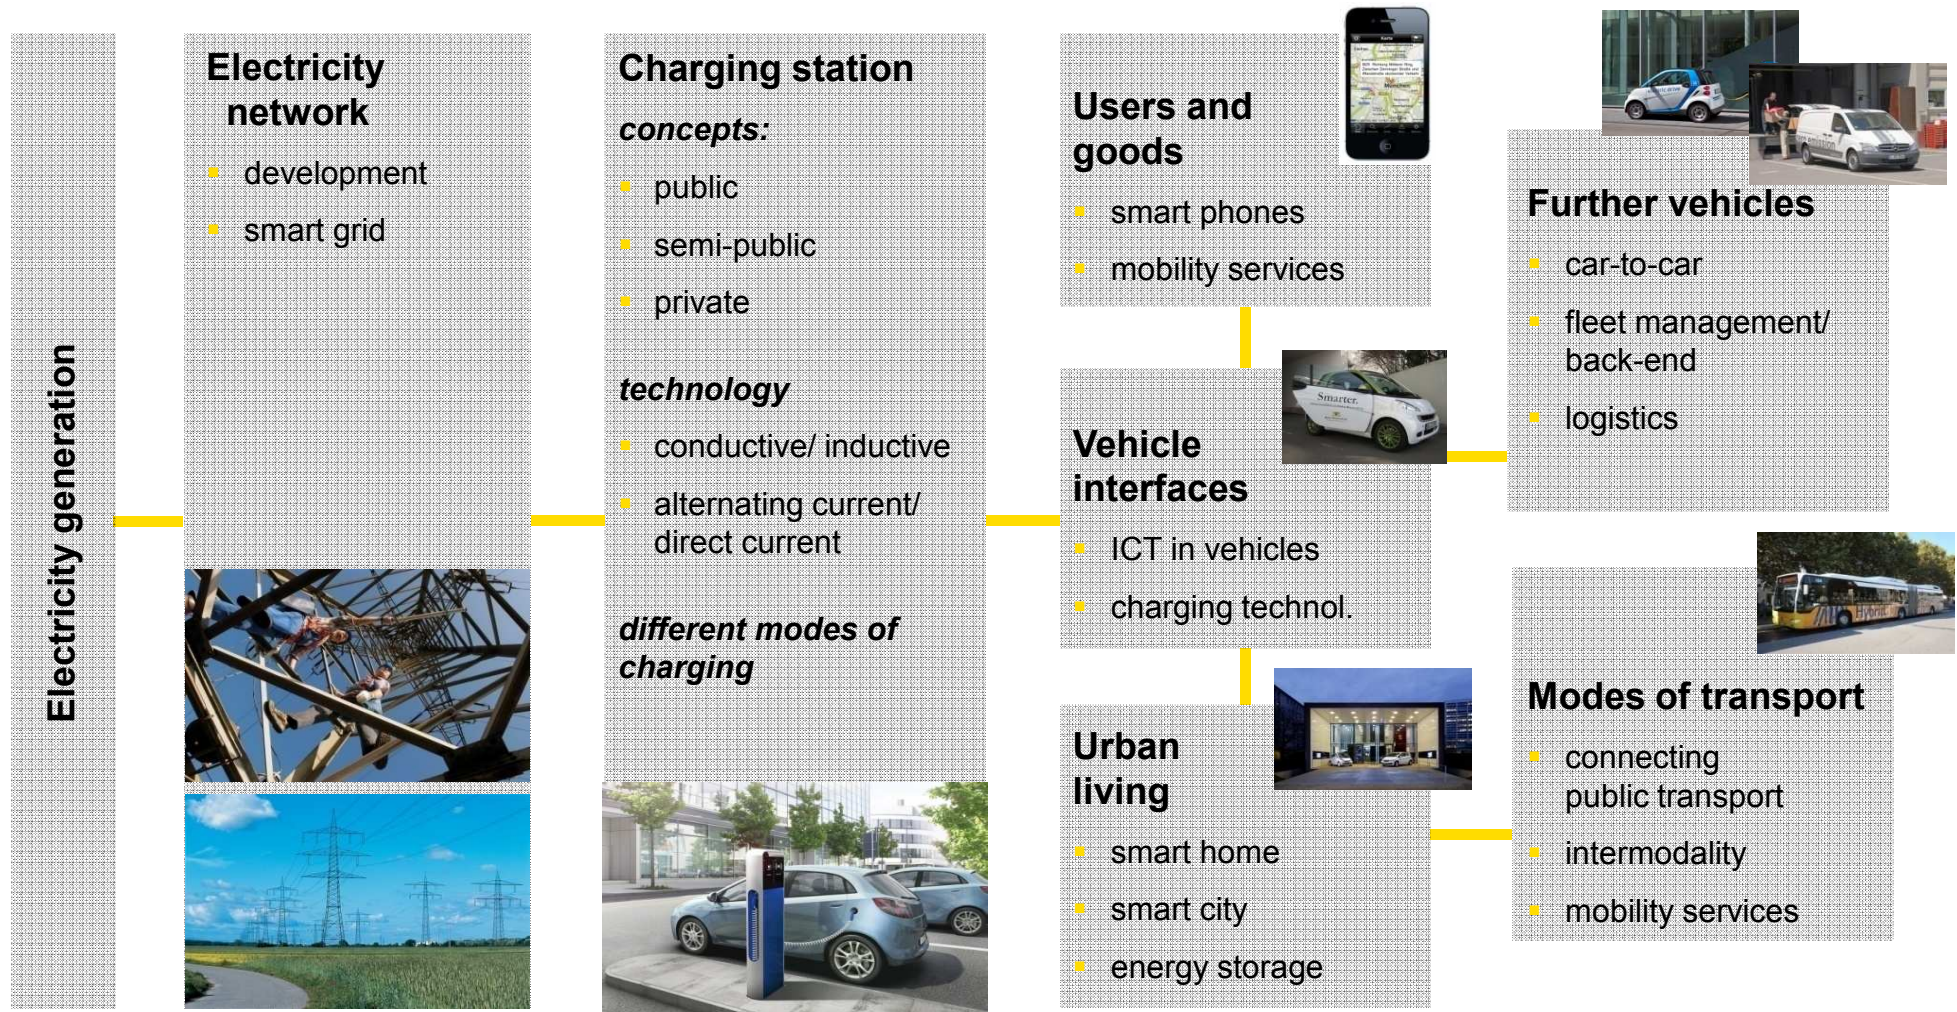 Electricity generation
Electricity
network
development
smart grid
Charging station
concepts:
public
semi-public
private
technology
conductive/ inductive
alternating current/
direct current
different modes of
charging
Users and
goods
smart phones
mobility services
Vehicle
interfaces
ICT in vehicles
charging technol.
Smarter.
Urban
living
smart home
smart city
energy storage
Further vehicles
car-to-car
fleet management/
back-end
logistics
Modes of transport
connecting
public transport
intermodality
mobility services
Hybrid